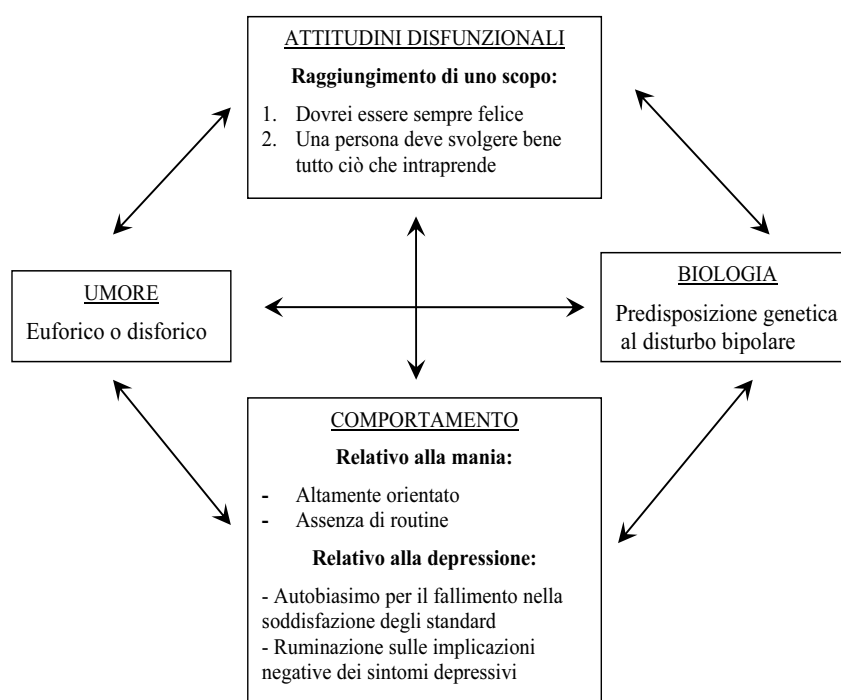 ATTITUDINI DISFUNZIONALI
Raggiungimento di uno scopo:
1. Dovrei essere sempre felice
2. Una persona deve svolgere bene
tutto ciò che intraprende
UMORE
Euforico o disforico
BIOLOGIA
Predisposizione genetica
al disturbo bipolare
COMPORTAMENTO
Relativo alla mania:
- Altamente orientato
- Assenza di routine
Relativo alla depressione:
- Autobiasimo per il fallimento nella
soddisfazione degli standard
- Ruminazione sulle implicazioni
negative dei sintomi depressivi